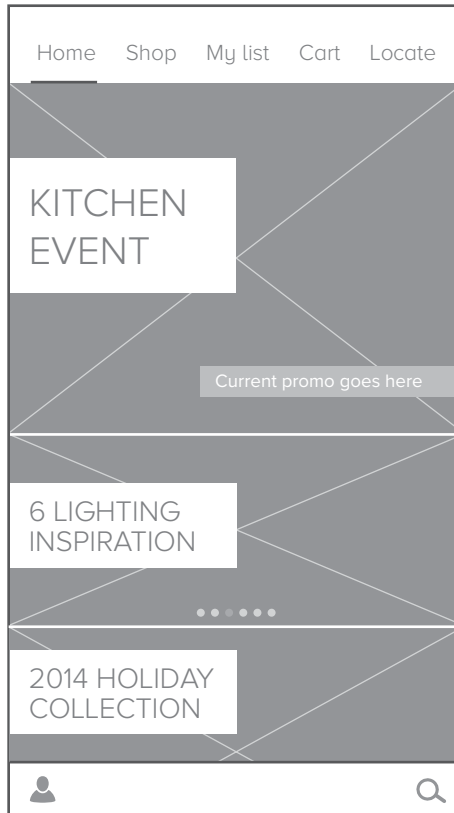 Home Shop My list Cart Locate
KITCHEN
EVENT
Current promo goes here
6 LIGHTING
INSPIRATION
2014 HOLIDAY
COLLECTION